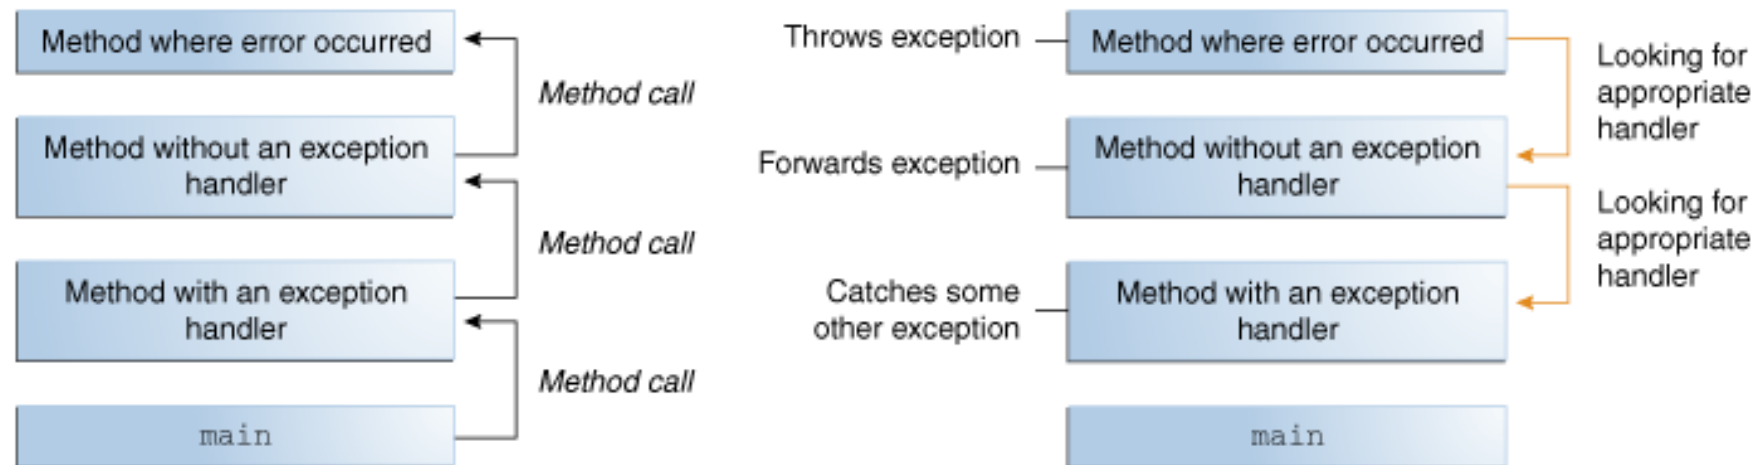 Method where error occurred
Method call
Method without an exception
handler
Method call
Method with an exception
handler
Method call
main
Throws exception
Method where error occurred
Looking for
appropriate
handler
Forwards exception
Method without an exception
handler
Looking for
appropriate
handler
Catches some
other exception
Method with an exception
handler
main